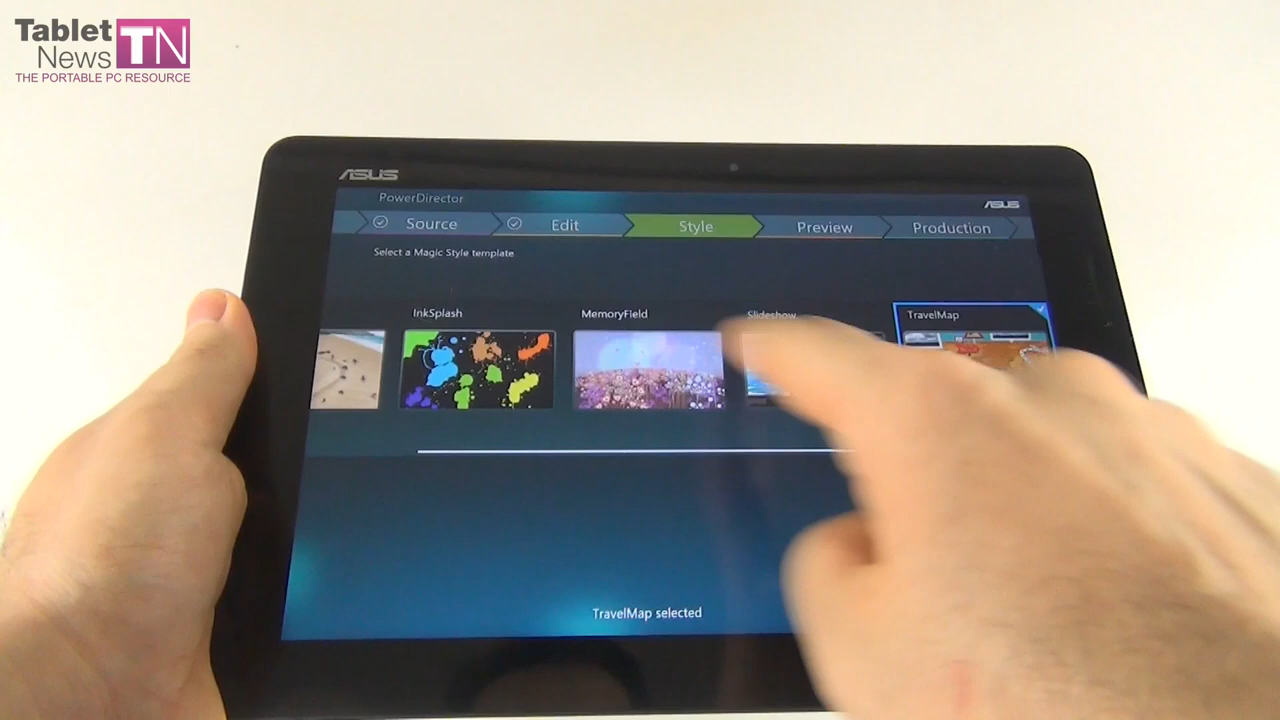 Tablet
News TN
THE PORTABLE PC RESOURCE
ASUS
PowerDirector
ASUS
Source
Edit
Style
Preview
Production
Select a Magic Style template
InkSplash
MemoryField
Slideshow
TravelMap
TravelMap selected